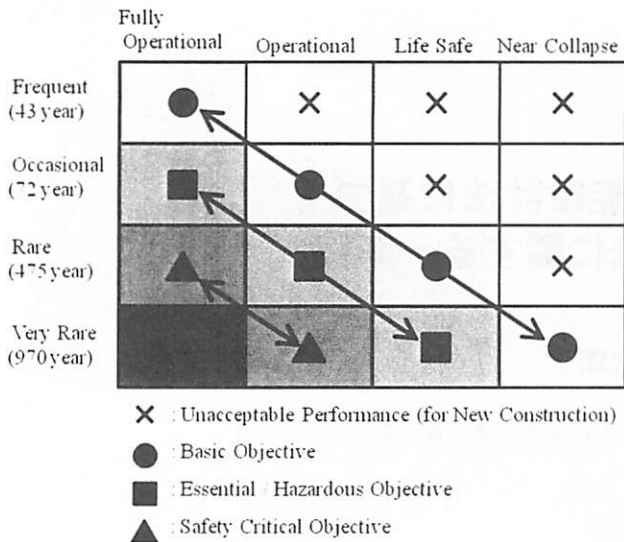 Fully
Operational
Operational
Life Safe
Near Collapse
Frequent
(43 year)
Occasional
(72 year)
Rare
(475 year)
Very Rare
(970 year)
: Unacceptable Performance (for New Construction)
: Basic Objective
: Essential / Hazardous Objective
: Safety Critical Objective